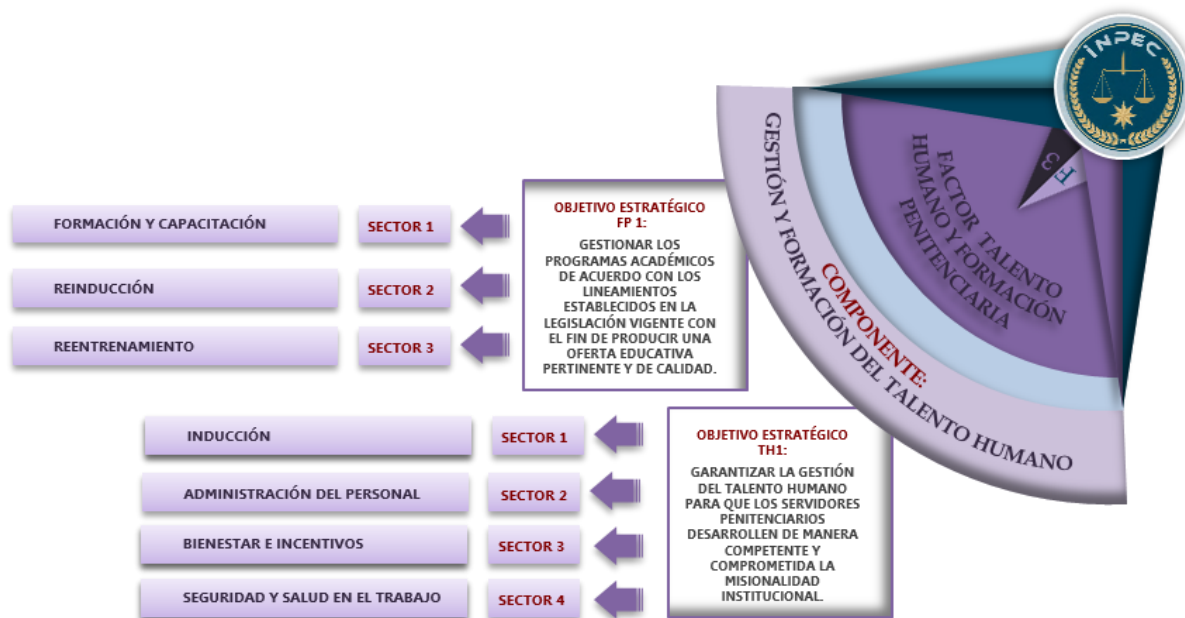 INPEC
F
3
FACTOR TALENTO
HUMANO Y FORMACIÓN
PENITENCIARIA
COMPONENTE:
GESTIÓN Y FORMACIÓN DEL TALENTO HUMANO
OBJETIVO ESTRATÉGICO
FP 1:
GESTIONAR LOS
PROGRAMAS ACADÉMICOS
DE ACUERDO CON LOS
LINEAMIENTOS
ESTABLECIDOS EN LA
LEGISLACIÓN VIGENTE CON
EL FIN DE PRODUCIR UNA
OFERTA EDUCATIVA
PERTINENTE Y DE CALIDAD.
FORMACIÓN Y CAPACITACIÓN SECTOR 1
REINDUCCIÓN SECTOR 2
REENTRENAMIENTO SECTOR 3
OBJETIVO ESTRATÉGICO
TH1:
GARANTIZAR LA GESTIÓN
DEL TALENTO HUMANO
PARA QUE LOS SERVIDORES
PENITENCIARIOS
DESARROLLEN DE MANERA
COMPETENTE Y
COMPROMETIDA LA
MISIONALIDAD
INSTITUCIONAL.
INDUCCIÓN SECTOR 1
ADMINISTRACIÓN DEL PERSONAL SECTOR 2
BIENESTAR E INCENTIVOS SECTOR 3
SEGURIDAD Y SALUD EN EL TRABAJO SECTOR 4